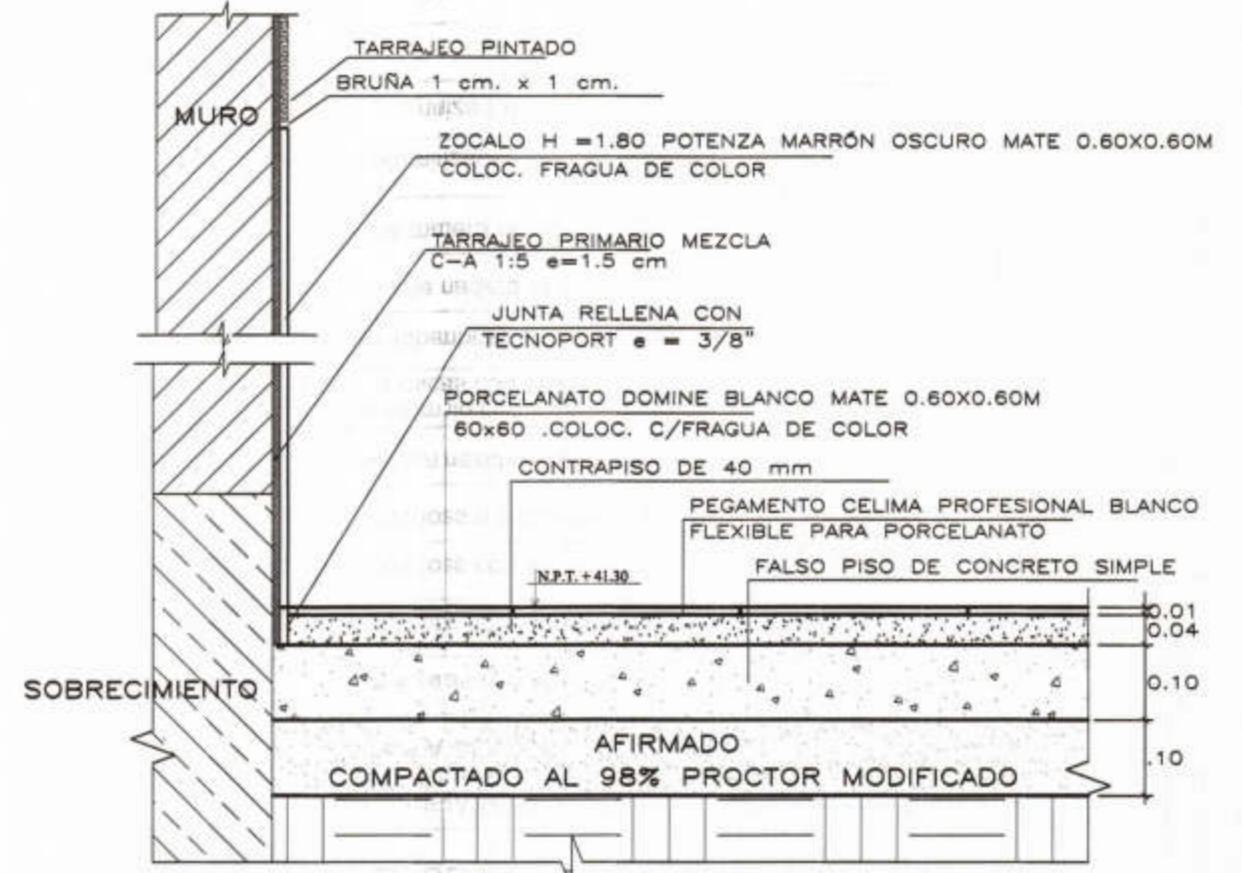 TARRAJEO PINTADO
BRUÑA 1 cm. x 1 cm.
MURO
ZOCALO H =1.80 POTENZA MARRÓN OSCURO MATE 0.60X0.60M
COLOC. FRAGUA DE COLOR
TARRAJEO PRIMARIO MEZCLA
C-A 1:5 e=1.5 cm
JUNTA RELLENA CON
TECNOPORT e = 3/8"
PORCELANATO DOMINE BLANCO MATE 0.60X0.60M
60x60 .COLOC. C/FRAGUA DE COLOR
CONTRAPISO DE 40 mm
PEGAMENTO CELIMA PROFESIONAL BLANCO
FLEXIBLE PARA PORCELANATO
FALSO PISO DE CONCRETO SIMPLE
N.P.T. +41.30
0.01
0.04
SOBRECIMIENTO
0.10
AFIRMADO
.10
COMPACTADO AL 98% PROCTOR MODIFICADO